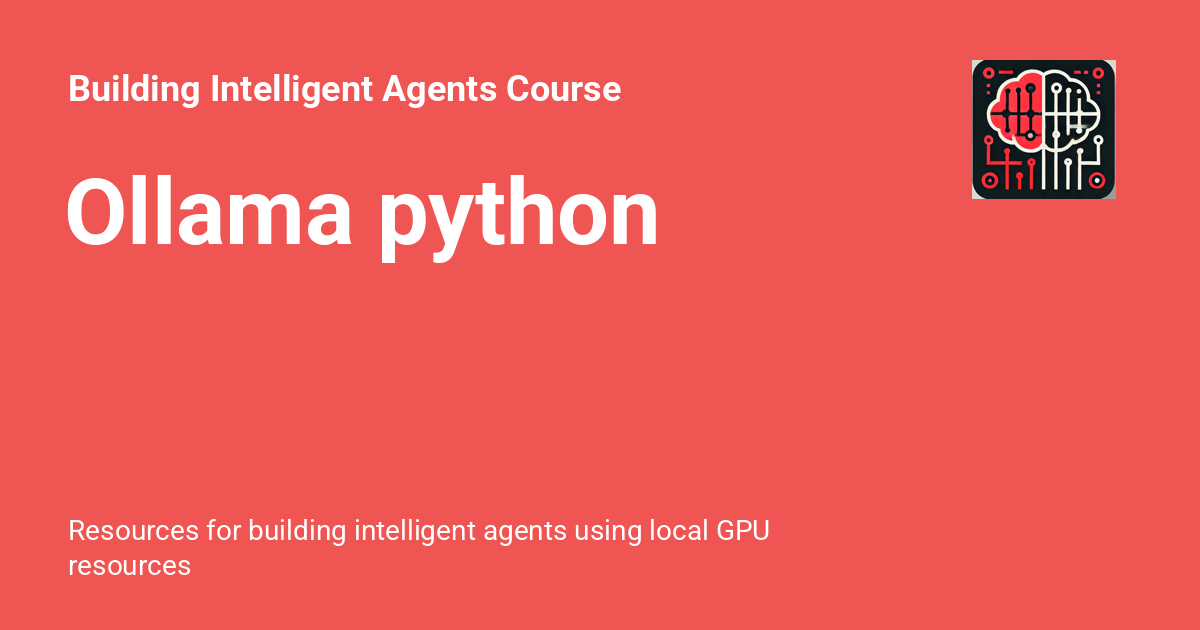 Building Intelligent Agents Course
Ollama python
Resources for building intelligent agents using local GPU
resources